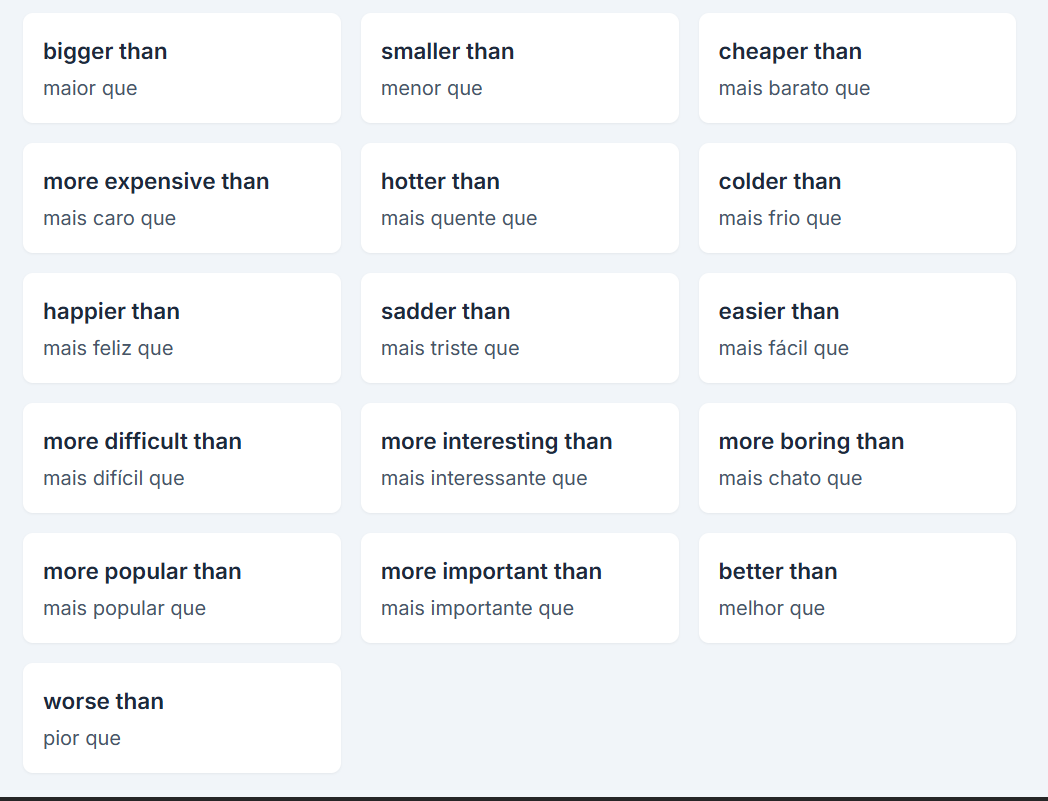 bigger than
maior que
smaller than
menor que
cheaper than
mais barato que
more expensive than
mais caro que
hotter than
mais quente que
colder than
mais frio que
happier than
mais feliz que
sadder than
mais triste que
easier than
mais fácil que
more difficult than
mais difícil que
more interesting than
mais interessante que
more boring than
mais chato que
more popular than
mais popular que
more important than
mais importante que
better than
melhor que
worse than
pior que